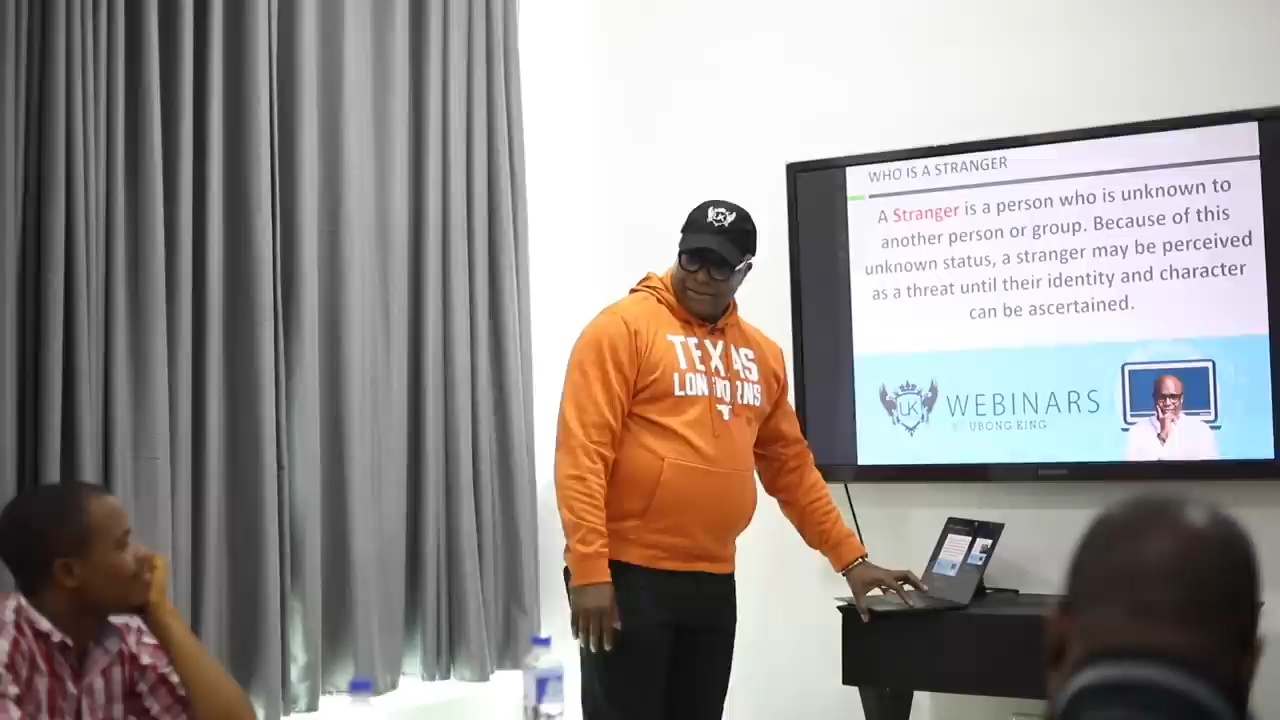 WHO IS A STRANGER
A Stranger is a person who is unknown to
another person or group. Because of this
unknown status, a stranger may be perceived
as a threat until their identity and character
can be ascertained.
UK
WEBINARS
UBONG KING
UK
TEXAS
LONGHORNS